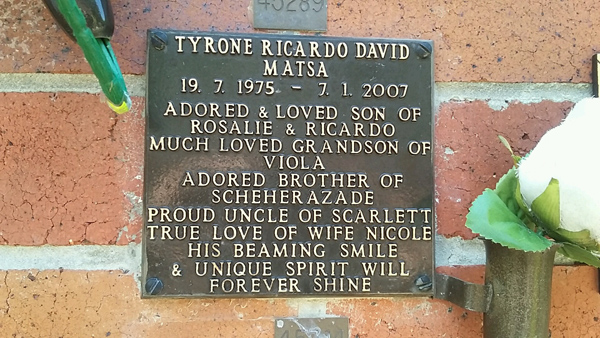 45289
TYRONE RICARDO DAVID
MATSA
19. 7. 1975 – 7. 1. 2007
ADORED & LOVED SON OF
ROSALIE & RICARDO
MUCH LOVED GRANDSON OF
VIOLA
ADORED BROTHER OF
SCHEHERAZADE
PROUD UNCLE OF SCARLETT
TRUE LOVE OF WIFE NICOLE
HIS BEAMING SMILE
& UNIQUE SPIRIT WILL
FOREVER SHINE